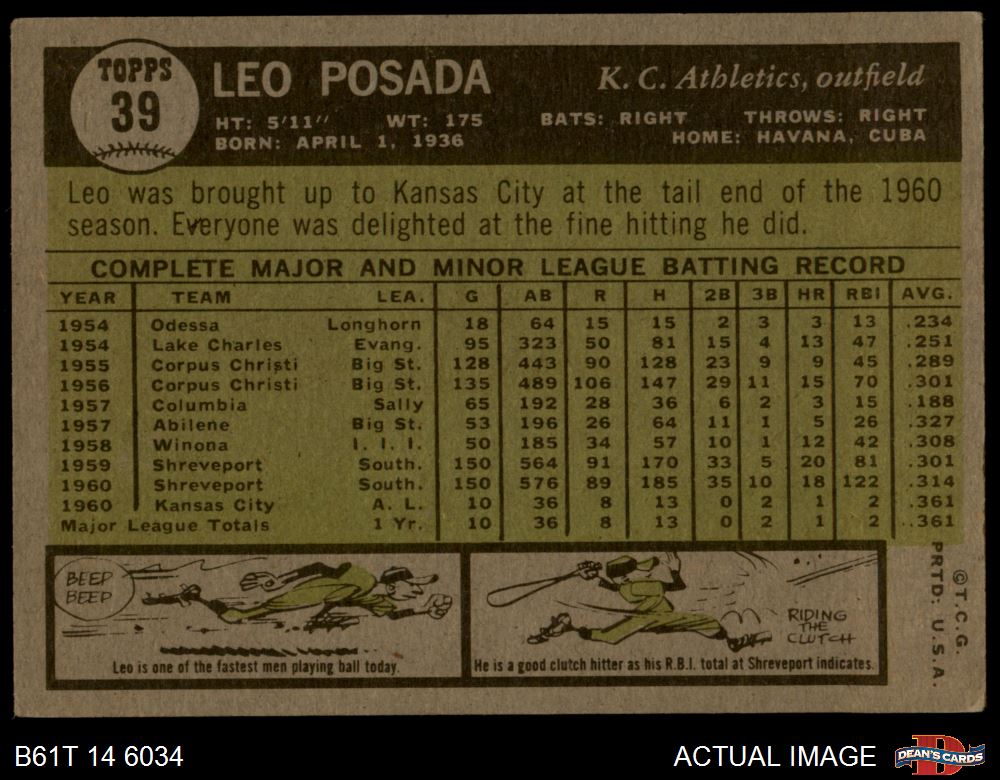 TOPPS
39
LEO POSADA
K. C. Athletics, outfield
HT: 5'11" WT: 175 BATS: RIGHT THROWS: RIGHT
BORN: APRIL 1, 1936 HOME: HAVANA, CUBA
Leo was brought up to Kansas City at the tail end of the 1960
season. Everyone was delighted at the fine hitting he did.
COMPLETE MAJOR AND MINOR LEAGUE BATTING RECORD
YEAR TEAM LEA. G AB R H 2B 3B HR RBI AVG.
1954 Odessa Longhorn 18 64 15 15 2 3 3 13 .234
1954 Lake Charles Evang. 95 323 50 81 15 4 13 47 .251
1955 Corpus Christi Big St. 128 443 90 128 23 9 9 45 .289
1956 Corpus Christi Big St. 135 489 106 147 29 11 15 70 .301
1957 Columbia Sally 65 192 28 36 6 2 3 15 .188
1957 Abilene Big St. 53 196 26 64 11 1 5 26 .327
1958 Winona I. I. I. 50 185 34 57 10 1 12 42 .308
1959 Shreveport South. 150 564 91 170 33 5 20 81 .301
1960 Shreveport South. 150 576 89 185 35 10 18 122 .314
1960 Kansas City A. L. 10 36 8 13 0 2 1 2 .361
Major League Totals 1 Yr. 10 36 8 13 0 2 1 2 .361
BEEP
BEEP
Leo is one of the fastest men playing ball today.
RIDING
THE
CLUTCH
He is a good clutch hitter as his R.B.I. total at Shreveport indicates.
©T.C.G.
PRTD: U.S.A.
B61T 14 6034
ACTUAL IMAGE
D
DEAN'S CARDS